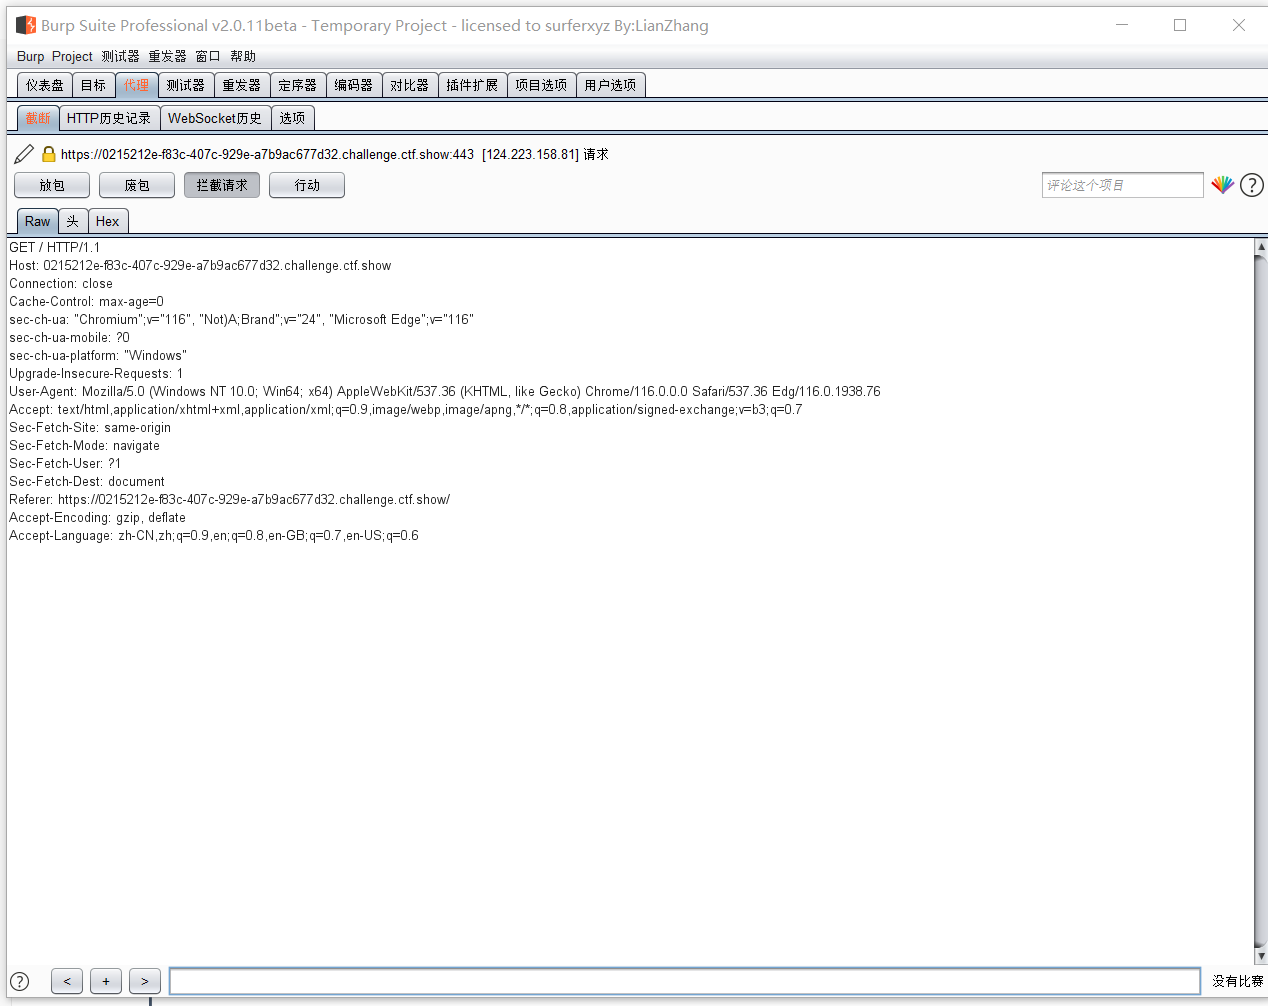 Burp Suite Professional v2.0.11beta - Temporary Project - licensed to surferxyz By:LianZhang
Burp Project 测试器 重发器 窗口 帮助
仪表盘 目标 代理 测试器 重发器 定序器 编码器 对比器 插件扩展 项目选项 用户选项
截断 HTTP历史记录 WebSocket历史 选项
https://0215212e-f83c-407c-929e-a7b9ac677d32.challenge.ctf.show:443 [124.223.158.81] 请求
放包 废包 拦截请求 行动 评论这个项目 ?
Raw 头 Hex
GET / HTTP/1.1
Host: 0215212e-f83c-407c-929e-a7b9ac677d32.challenge.ctf.show
Connection: close
Cache-Control: max-age=0
sec-ch-ua: "Chromium";v="116", "Not)A;Brand";v="24", "Microsoft Edge";v="116"
sec-ch-ua-mobile: ?0
sec-ch-ua-platform: "Windows"
Upgrade-Insecure-Requests: 1
User-Agent: Mozilla/5.0 (Windows NT 10.0; Win64; x64) AppleWebKit/537.36 (KHTML, like Gecko) Chrome/116.0.0.0 Safari/537.36 Edg/116.0.1938.76
Accept: text/html,application/xhtml+xml,application/xml;q=0.9,image/webp,image/apng,*/*;q=0.8,application/signed-exchange;v=b3;q=0.7
Sec-Fetch-Site: same-origin
Sec-Fetch-Mode: navigate
Sec-Fetch-User: ?1
Sec-Fetch-Dest: document
Referer: https://0215212e-f83c-407c-929e-a7b9ac677d32.challenge.ctf.show/
Accept-Encoding: gzip, deflate
Accept-Language: zh-CN,zh;q=0.9,en;q=0.8,en-GB;q=0.7,en-US;q=0.6
? < + > 没有比赛